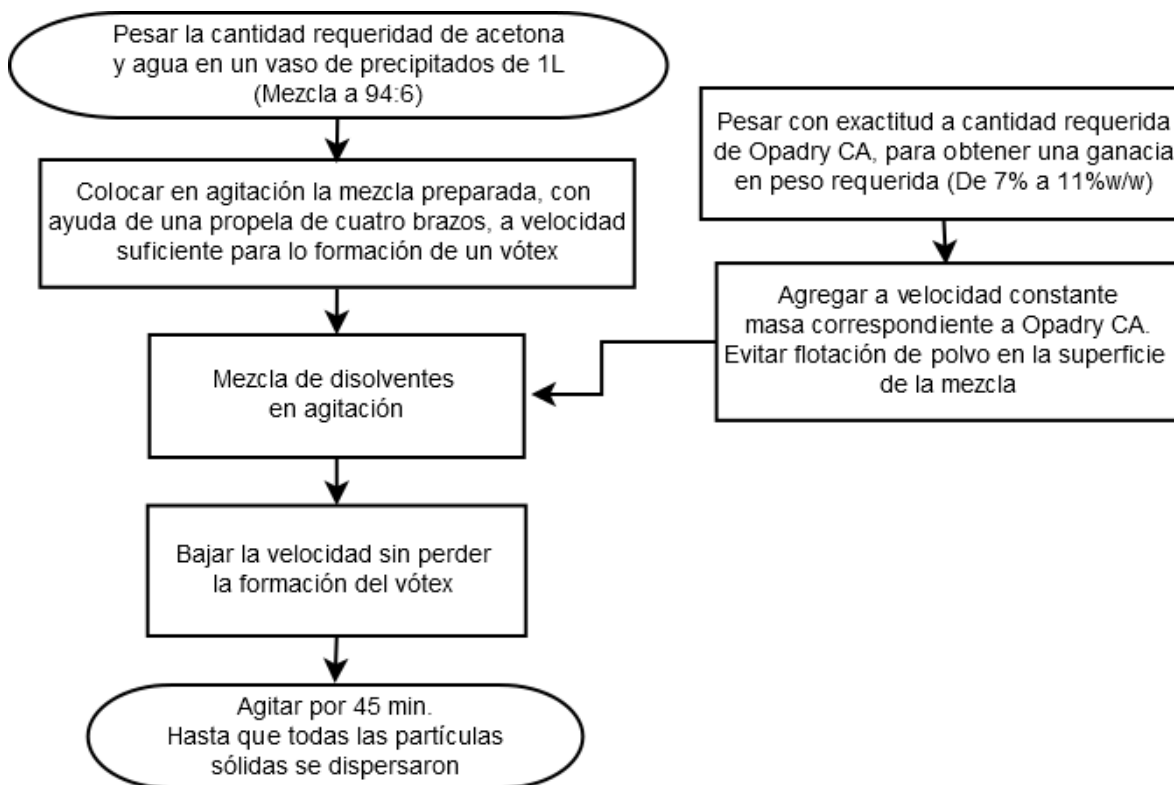 Pesar la cantidad requeridad de acetona
y agua en un vaso de precipitados de 1L
(Mezcla a 94:6)
Colocar en agitación la mezcla preparada, con
ayuda de una propela de cuatro brazos, a velocidad
suficiente para lo formación de un vótex
Pesar con exactitud a cantidad requerida
de Opadry CA, para obtener una ganacia
en peso requerida (De 7% a 11%w/w)
Agregar a velocidad constante
masa correspondiente a Opadry CA.
Evitar flotación de polvo en la superficie
de la mezcla
Mezcla de disolventes
en agitación
Bajar la velocidad sin perder
la formación del vótex
Agitar por 45 min.
Hasta que todas las partículas
sólidas se dispersaron